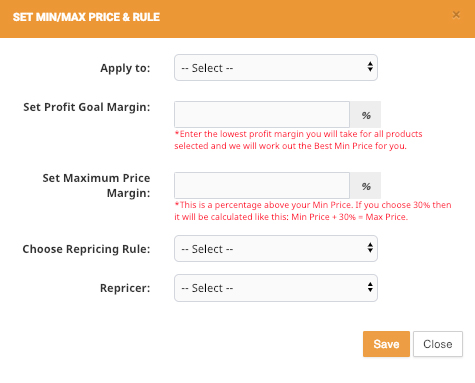 SET MIN/MAX PRICE & RULE ×
Apply to: -- Select --
Set Profit Goal Margin: %
*Enter the lowest profit margin you will take for all products
selected and we will work out the Best Min Price for you.
Set Maximum Price
Margin: %
*This is a percentage above your Min Price. If you choose 30% then
it will be calculated like this: Min Price + 30% = Max Price.
Choose Repricing Rule: -- Select --
Repricer: -- Select --
Save Close